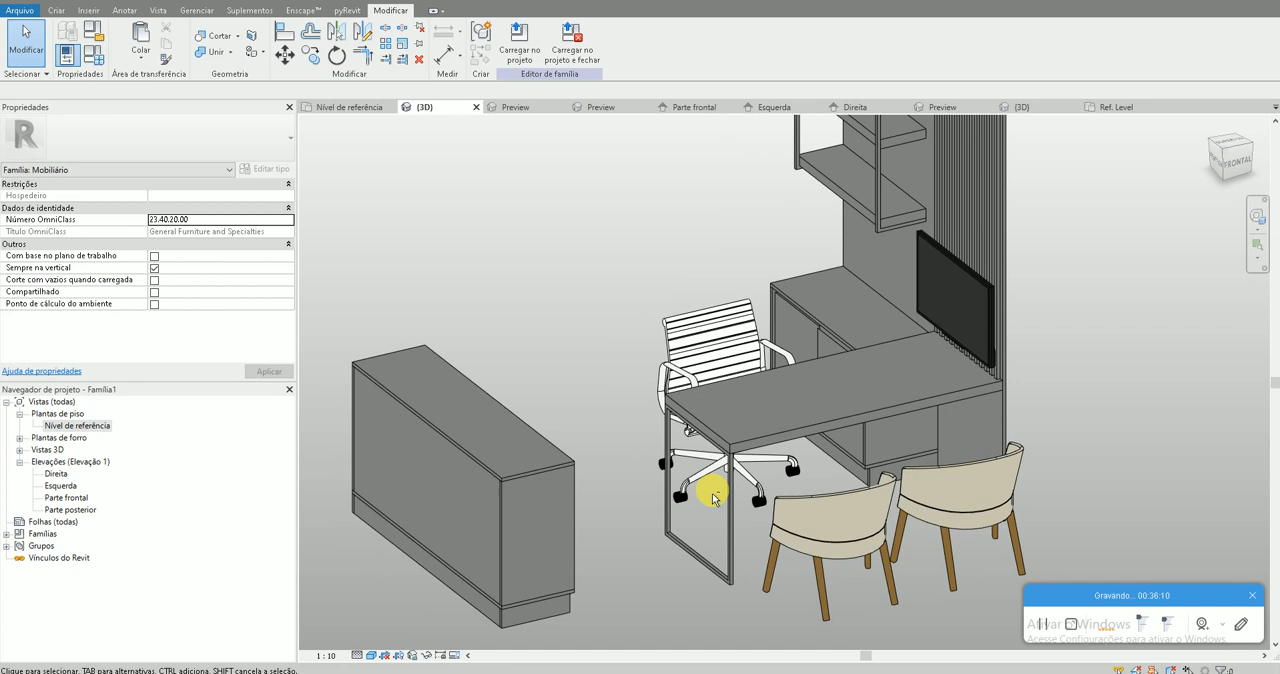 Arquivo Criar Inserir Anotar Vista Gerenciar Suplementos Enscape™ pyRevit Modificar
Modificar
Colar
Cortar
Unir
Carregar no projeto
Carregar no projeto e fechar
Selecionar Propriedades Área de transferência Geometria Modificar Medir Criar Editor de família
Propriedades
Nível de referência {3D} Preview Preview Parte frontal Esquerda Direita Preview {3D} Ref. Level
R
Família: Mobiliário Editar tipo
Restrições
Hospedeiro
Dados de identidade
Número OmniClass 23.40.20.00
Título OmniClass General Furniture and Specialties
Outros
Com base no plano de trabalho
Sempre na vertical
Corte com vazios quando carregada
Compartilhado
Ponto de cálculo do ambiente
Ajuda de propriedades Aplicar
Navegador de projeto - Família1
Vistas (todas)
Plantas de piso
Nível de referência
Plantas de forro
Vistas 3D
Elevações (Elevação 1)
Direita
Esquerda
Parte frontal
Parte posterior
Folhas (todas)
Famílias
Grupos
Vínculos do Revit
FRONTAL
Gravando... 00:36:10
Ativar o Windows
Acesse Configurações para ativar o Windows.
1 : 10
Clique para selecionar, TAB para alternativas, CTRL adiciona, SHIFT cancela a seleção.
:0